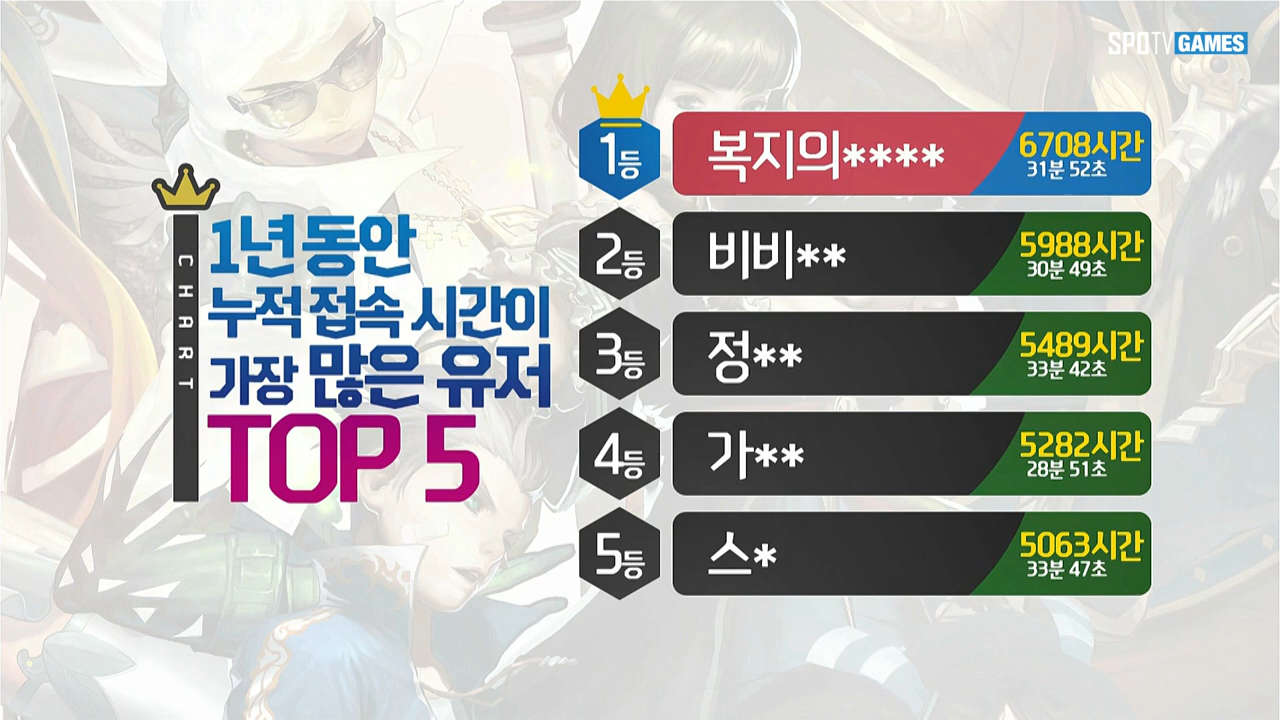 SPOTV GAMES
CHART
1년 동안
누적 접속 시간이
가장 많은 유저
TOP 5
1등
복지의****
6708시간
31분 52초
2등
비비**
5988시간
30분 49초
3등
정**
5489시간
33분 42초
4등
가**
5282시간
28분 51초
5등
스*
5063시간
33분 47초